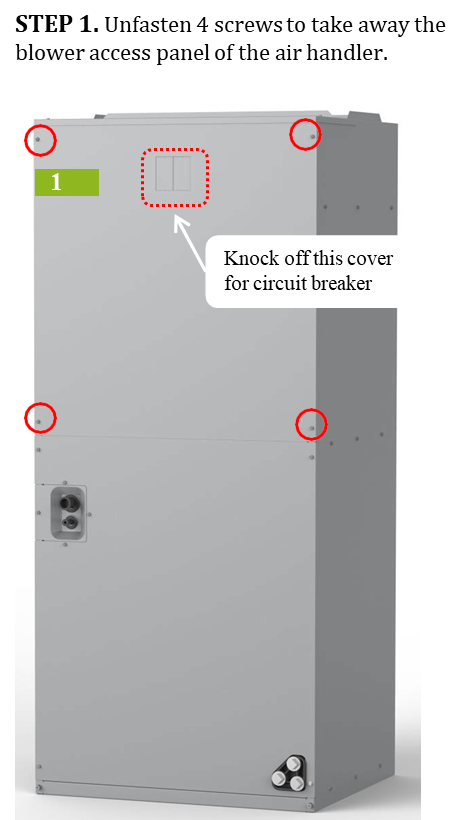 STEP 1. Unfasten 4 screws to take away the
blower access panel of the air handler.
1
Knock off this cover
for circuit breaker